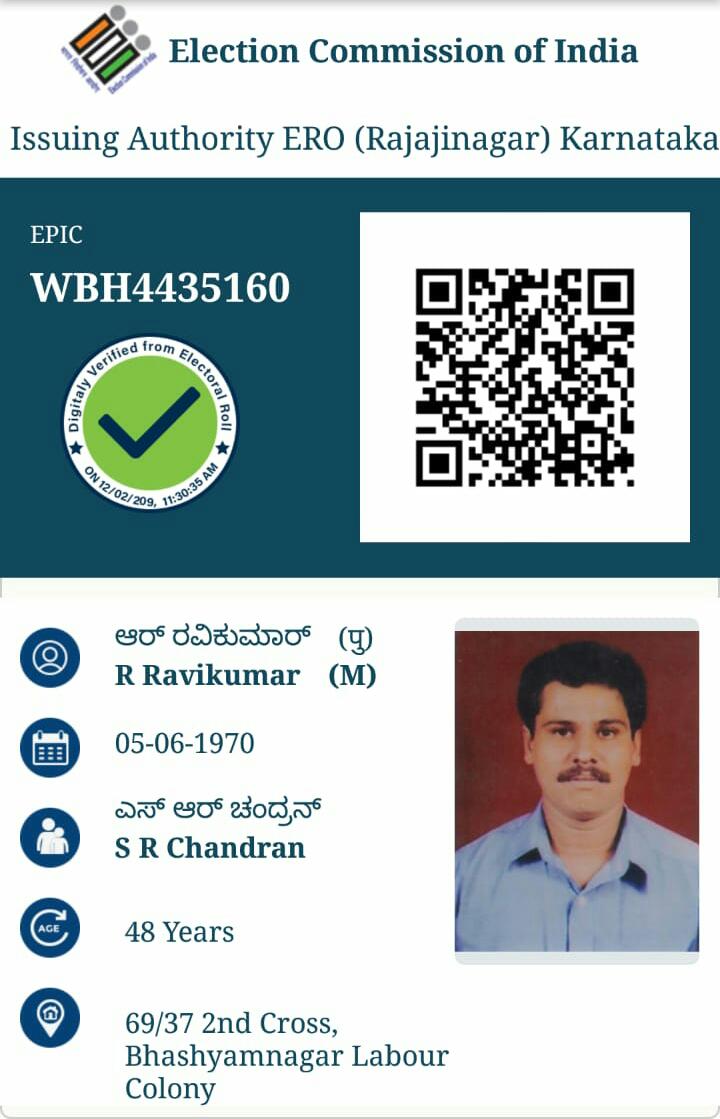 Election Commission of India
Issuing Authority ERO (Rajajinagar) Karnataka
EPIC
WBH4435160
Digitaly Verified from Electoral Roll
ON 12/02/209, 11:30:35 AM
ಆರ್ ರವಿಕುಮಾರ್ (पु)
R Ravikumar (M)
05-06-1970
ಎಸ್ ಆರ್ ಚಂದ್ರನ್
S R Chandran
AGE
48 Years
69/37 2nd Cross,
Bhashyamnagar Labour
Colony